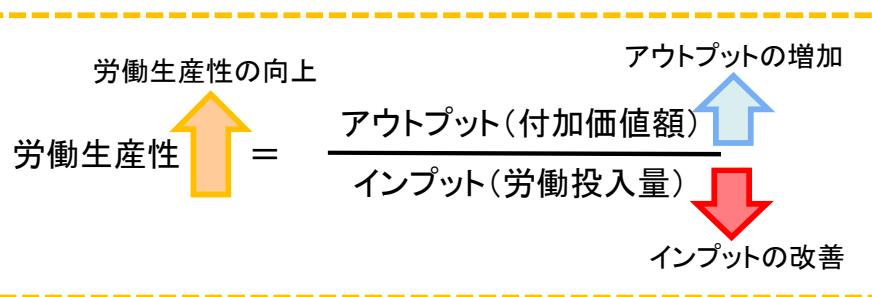 アウトプットの増加
労働生産性の向上
アウトプット（付加価値額）
労働生産性 ＝
インプット（労働投入量）
インプットの改善